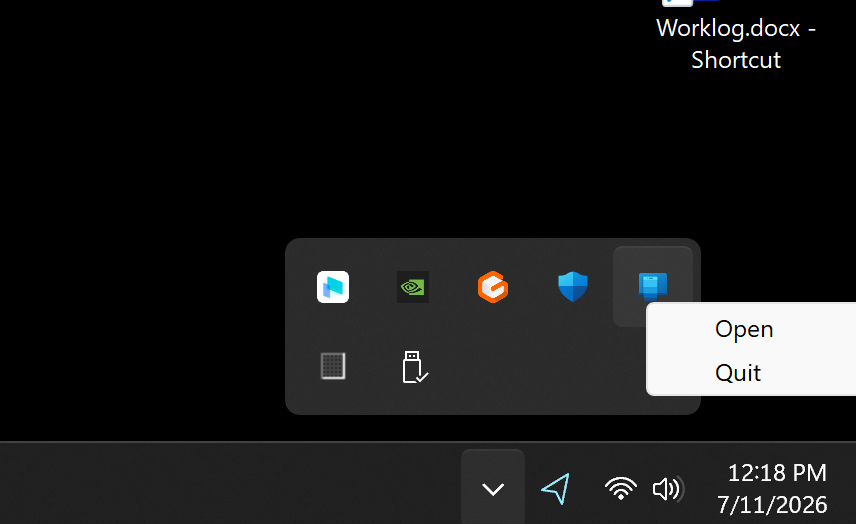 Worklog.docx -
Shortcut
Open
Quit
12:18 PM
7/11/2026